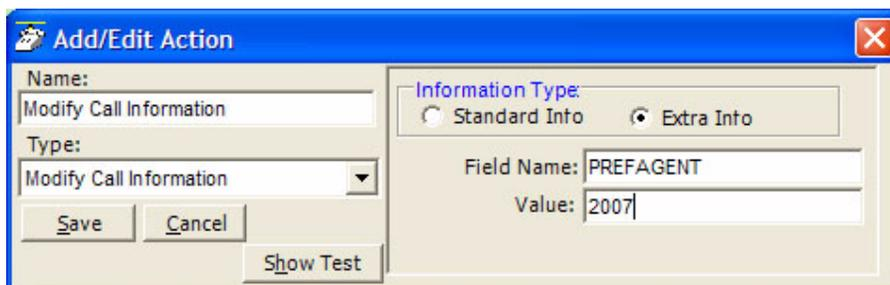 Add/Edit Action
Name:
Modify Call Information
Type:
Modify Call Information
Save Cancel
Show Test
Information Type:
Standard Info Extra Info
Field Name: PREFAGENT
Value: 2007